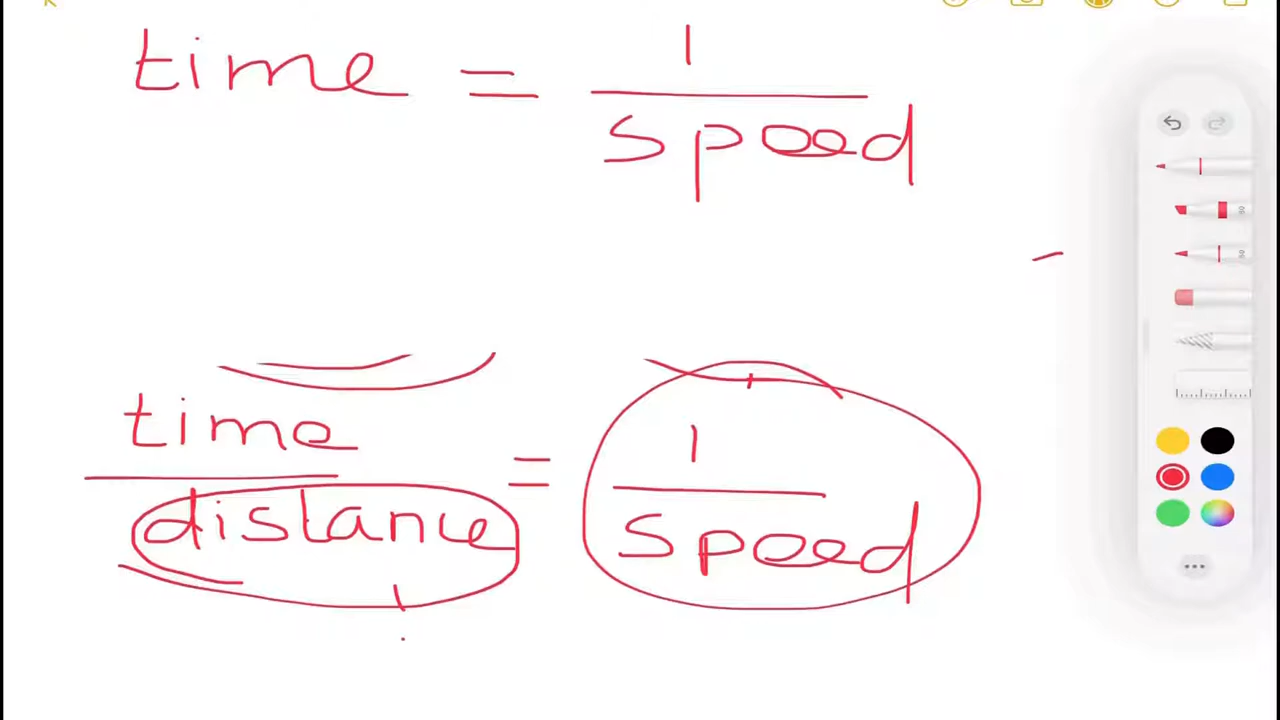 time = 1
speed
time = 1
distance speed